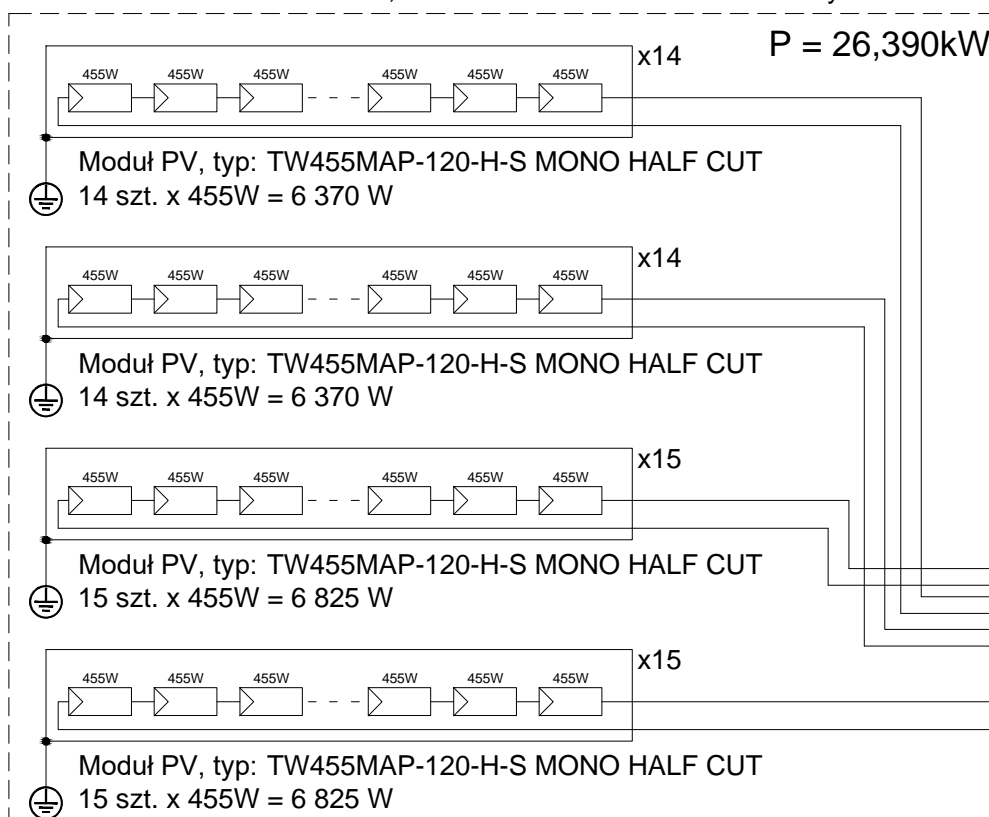 P = 26,390kW
x14
455W 455W 455W 455W 455W 455W
Moduł PV, typ: TW455MAP-120-H-S MONO HALF CUT
14 szt. x 455W = 6 370 W
x14
455W 455W 455W 455W 455W 455W
Moduł PV, typ: TW455MAP-120-H-S MONO HALF CUT
14 szt. x 455W = 6 370 W
x15
455W 455W 455W 455W 455W 455W
Moduł PV, typ: TW455MAP-120-H-S MONO HALF CUT
15 szt. x 455W = 6 825 W
x15
455W 455W 455W 455W 455W 455W
Moduł PV, typ: TW455MAP-120-H-S MONO HALF CUT
15 szt. x 455W = 6 825 W